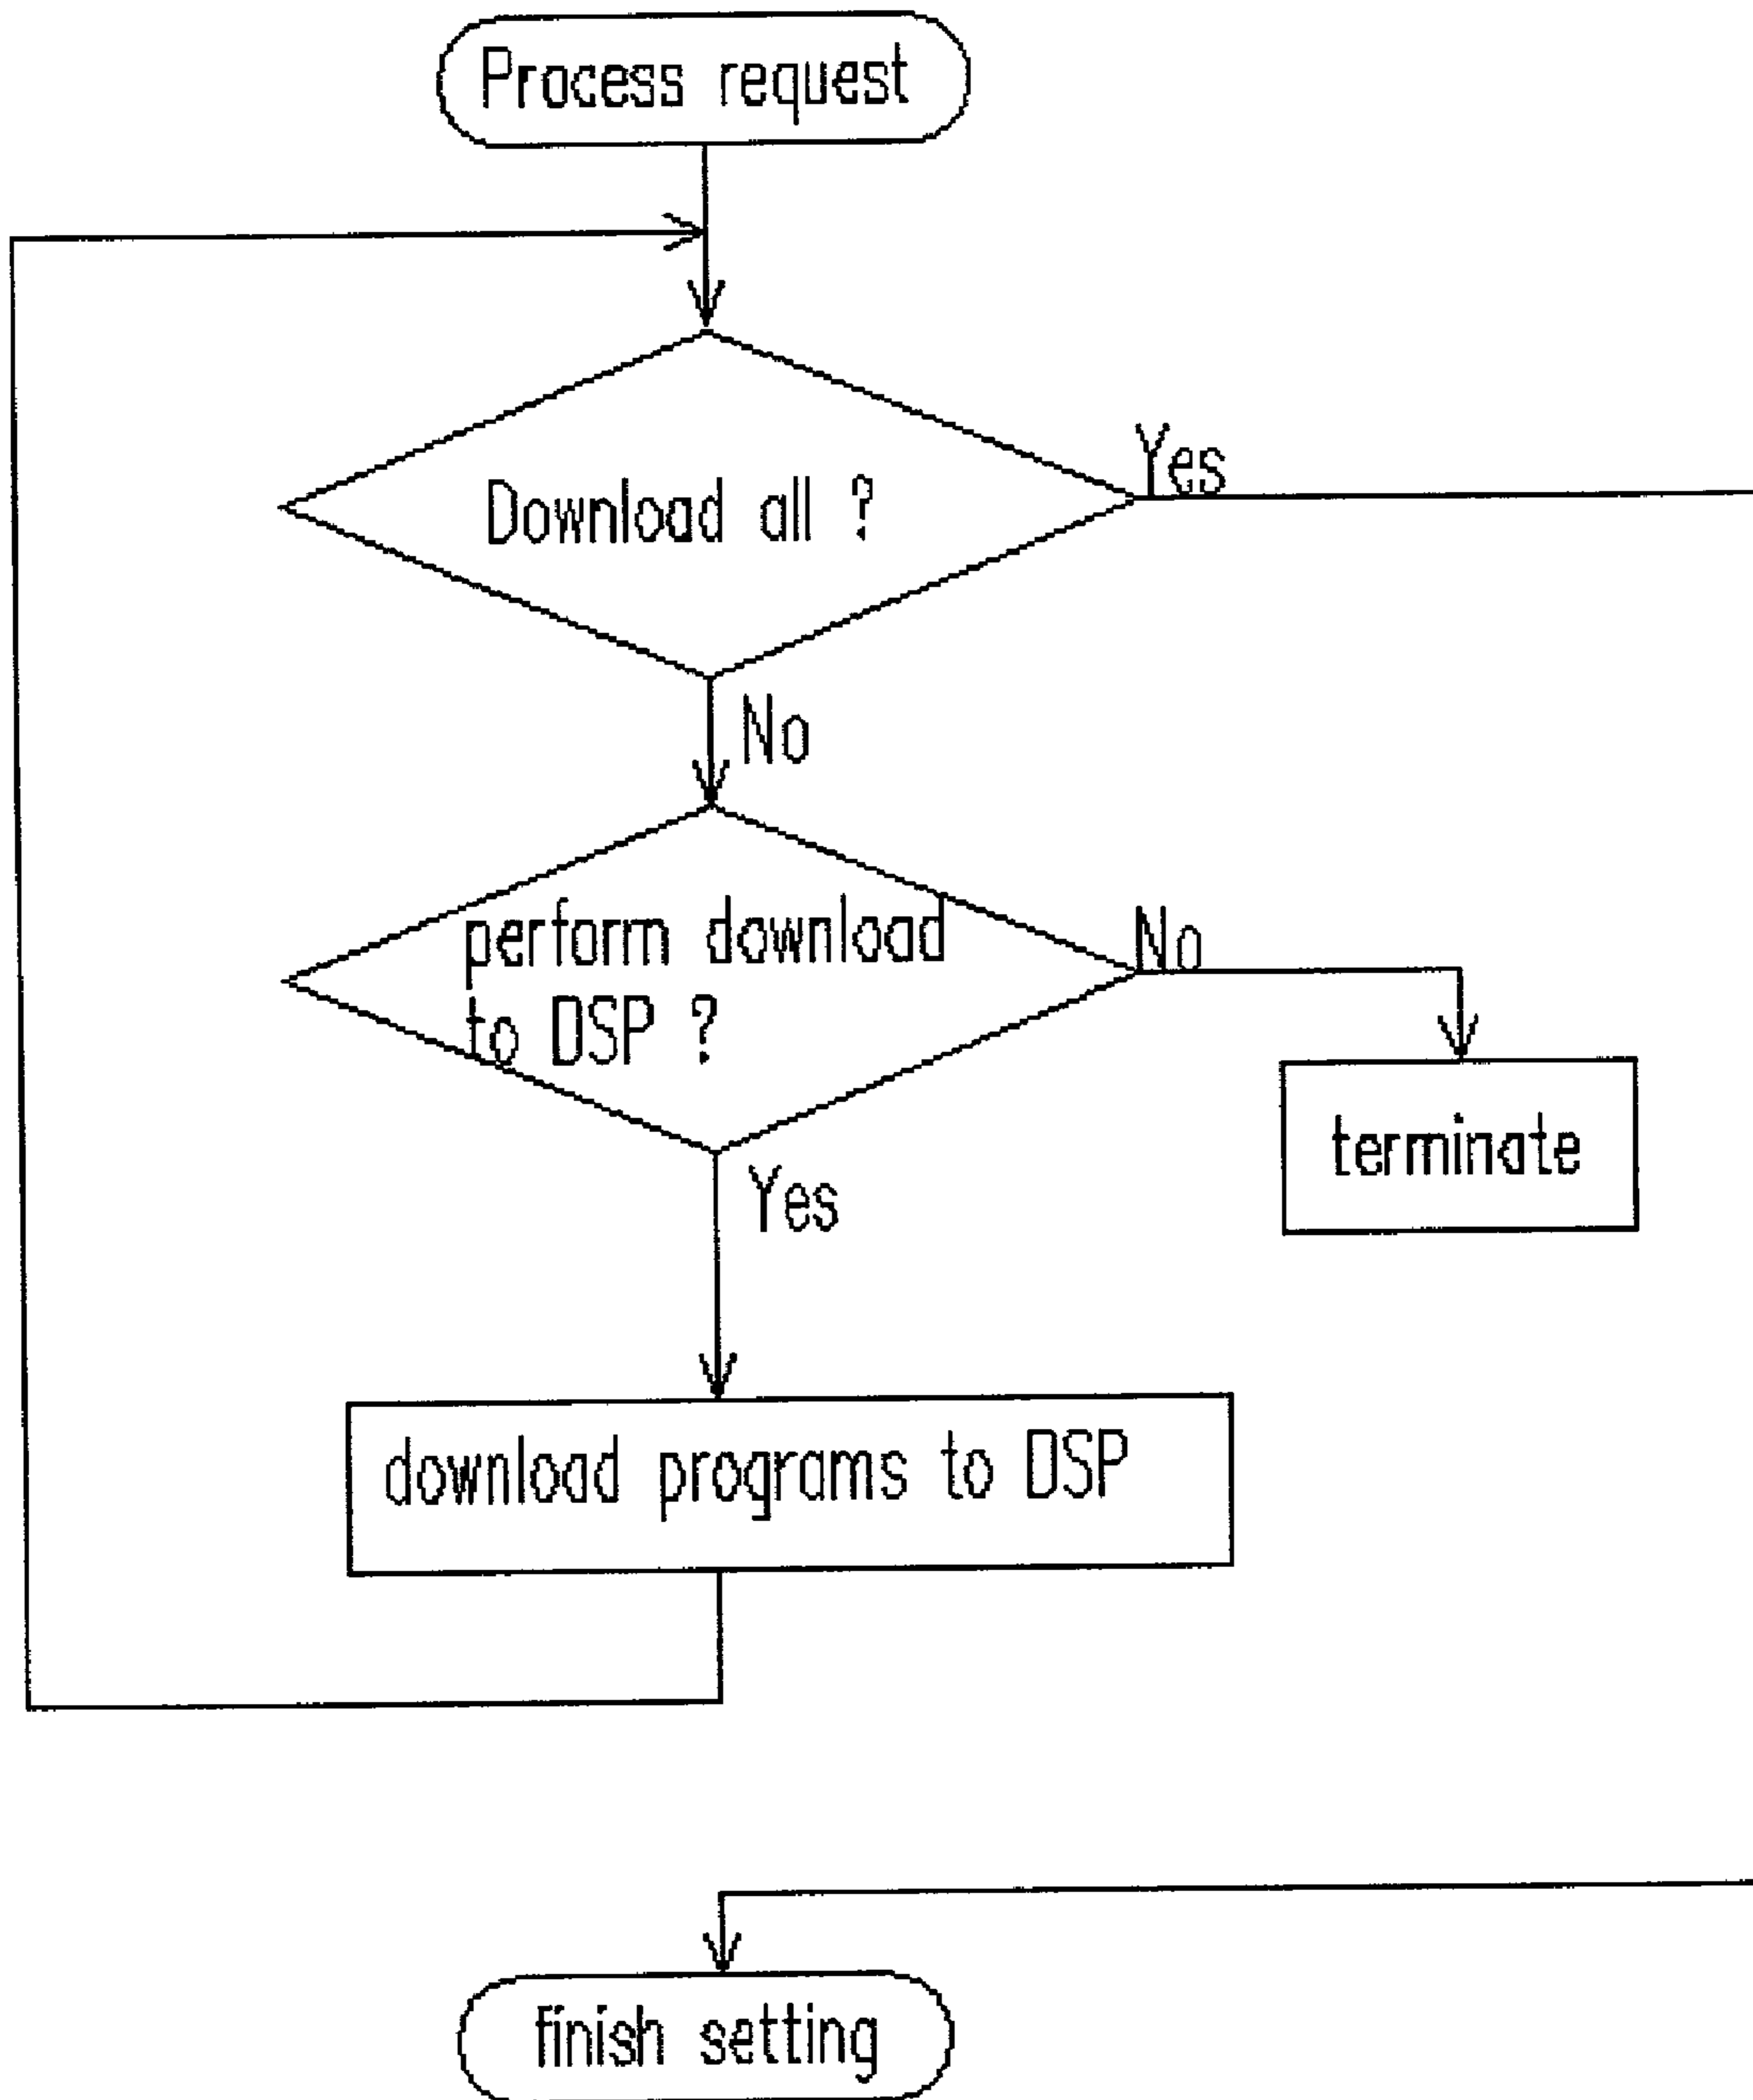 Process request
Download all ?
Yes
No
perform download
to DSP ?
No
terminate
Yes
download programs to DSP
finish setting